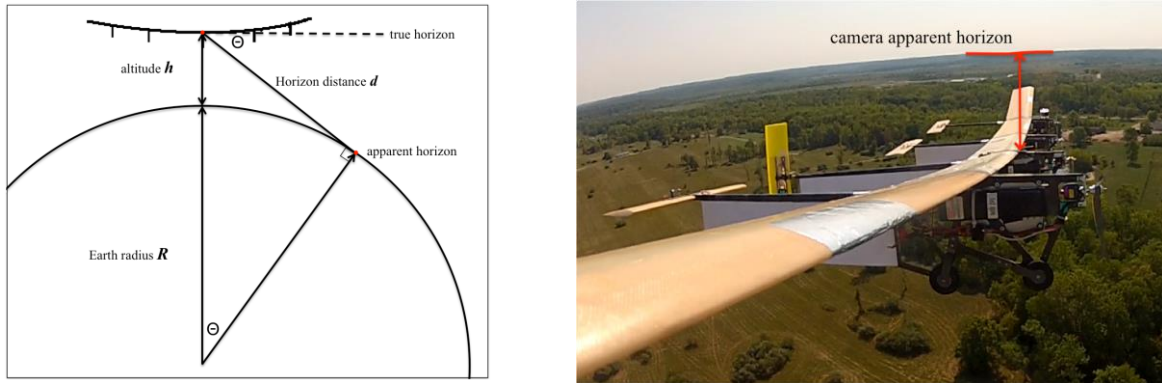 Θ
true horizon
altitude h
Horizon distance d
apparent horizon
Earth radius R
Θ
camera apparent horizon